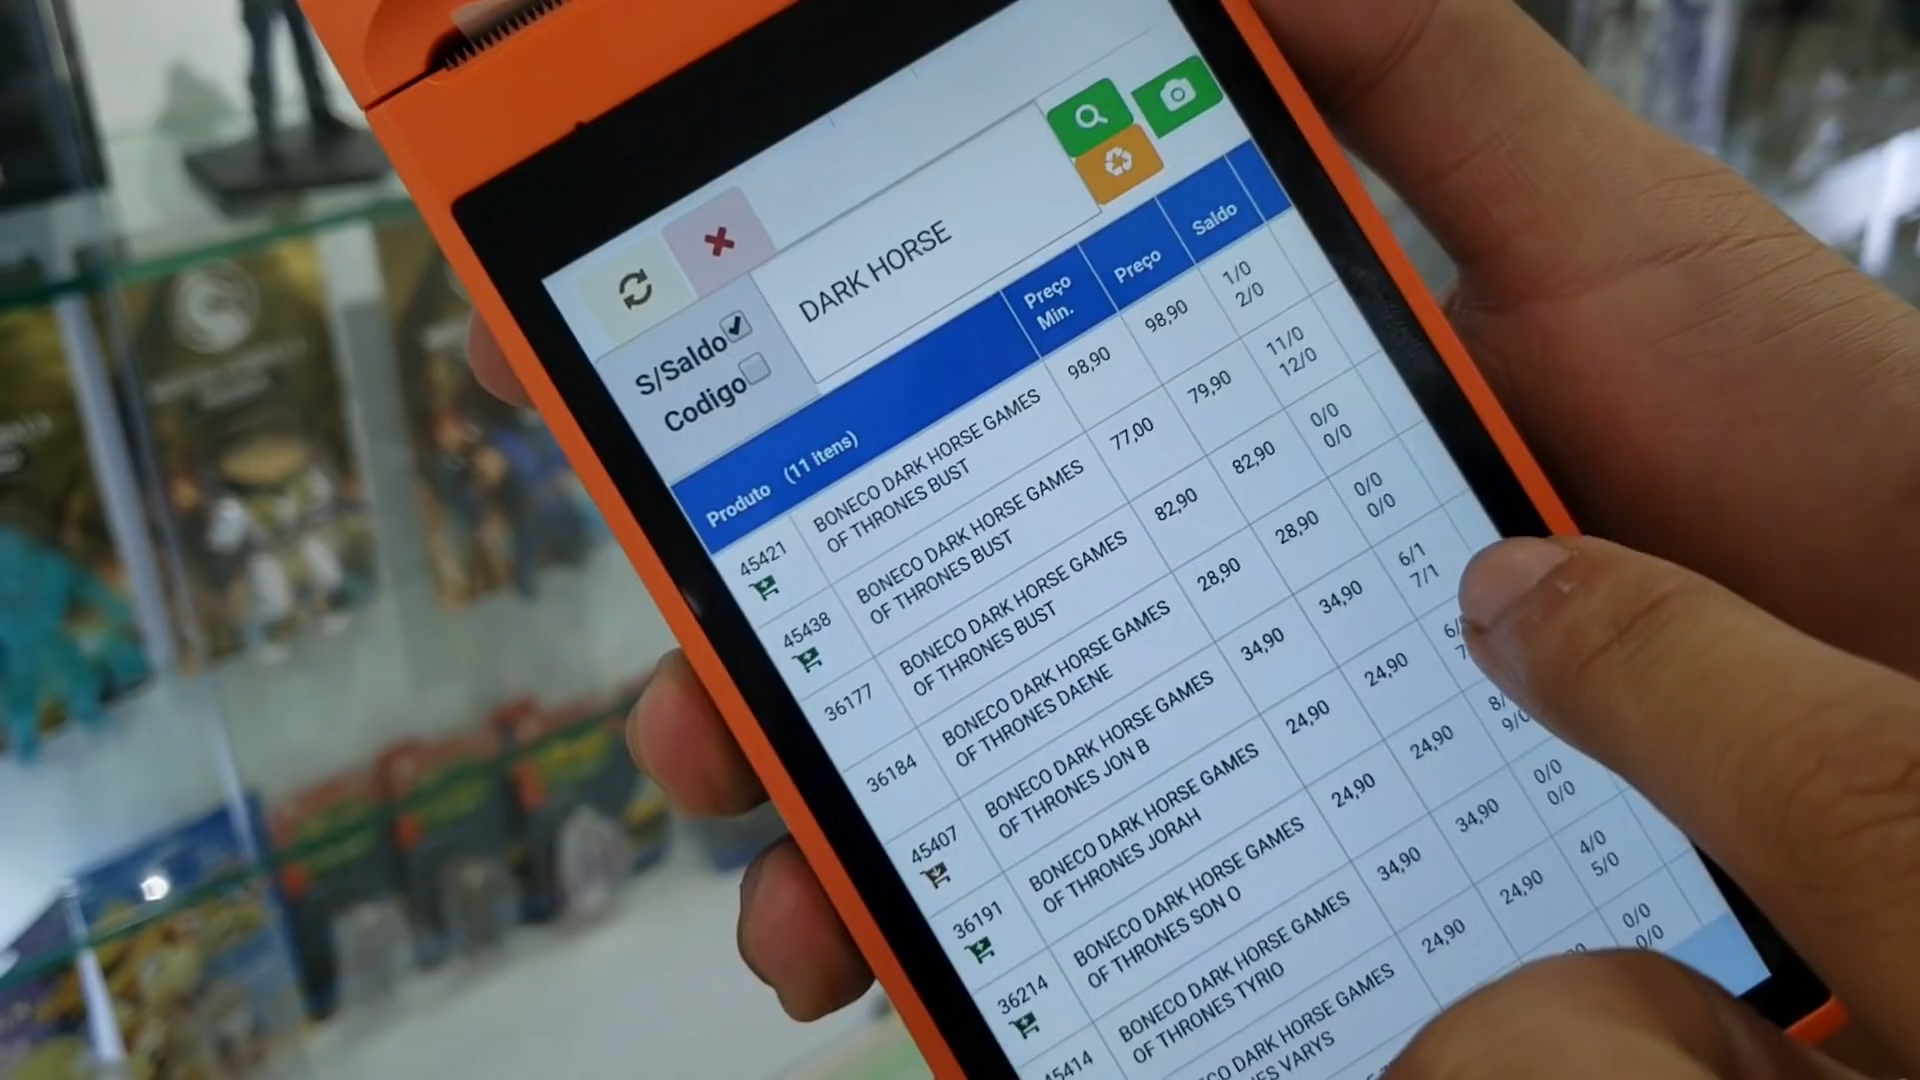 S/Saldo
Codigo
DARK HORSE
Produto (11 itens)
Preço
Min.
Preço
Saldo
45421
BONECO DARK HORSE GAMES
OF THRONES BUST
98,90
98,90
1/0
2/0
45438
BONECO DARK HORSE GAMES
OF THRONES BUST
77,00
79,90
11/0
12/0
36177
BONECO DARK HORSE GAMES
OF THRONES BUST
82,90
82,90
0/0
0/0
36184
BONECO DARK HORSE GAMES
OF THRONES DAENE
28,90
28,90
0/0
0/0
45407
BONECO DARK HORSE GAMES
OF THRONES JON B
34,90
34,90
6/1
7/1
36191
BONECO DARK HORSE GAMES
OF THRONES JORAH
24,90
24,90
36214
BONECO DARK HORSE GAMES
OF THRONES SON O
24,90
24,90
9/0
45414
BONECO DARK HORSE GAMES
OF THRONES TYRIO
34,90
34,90
0/0
0/0
DARK HORSE GAMES
VARYS
24,90
24,90
4/0
5/0
0/0
0/0